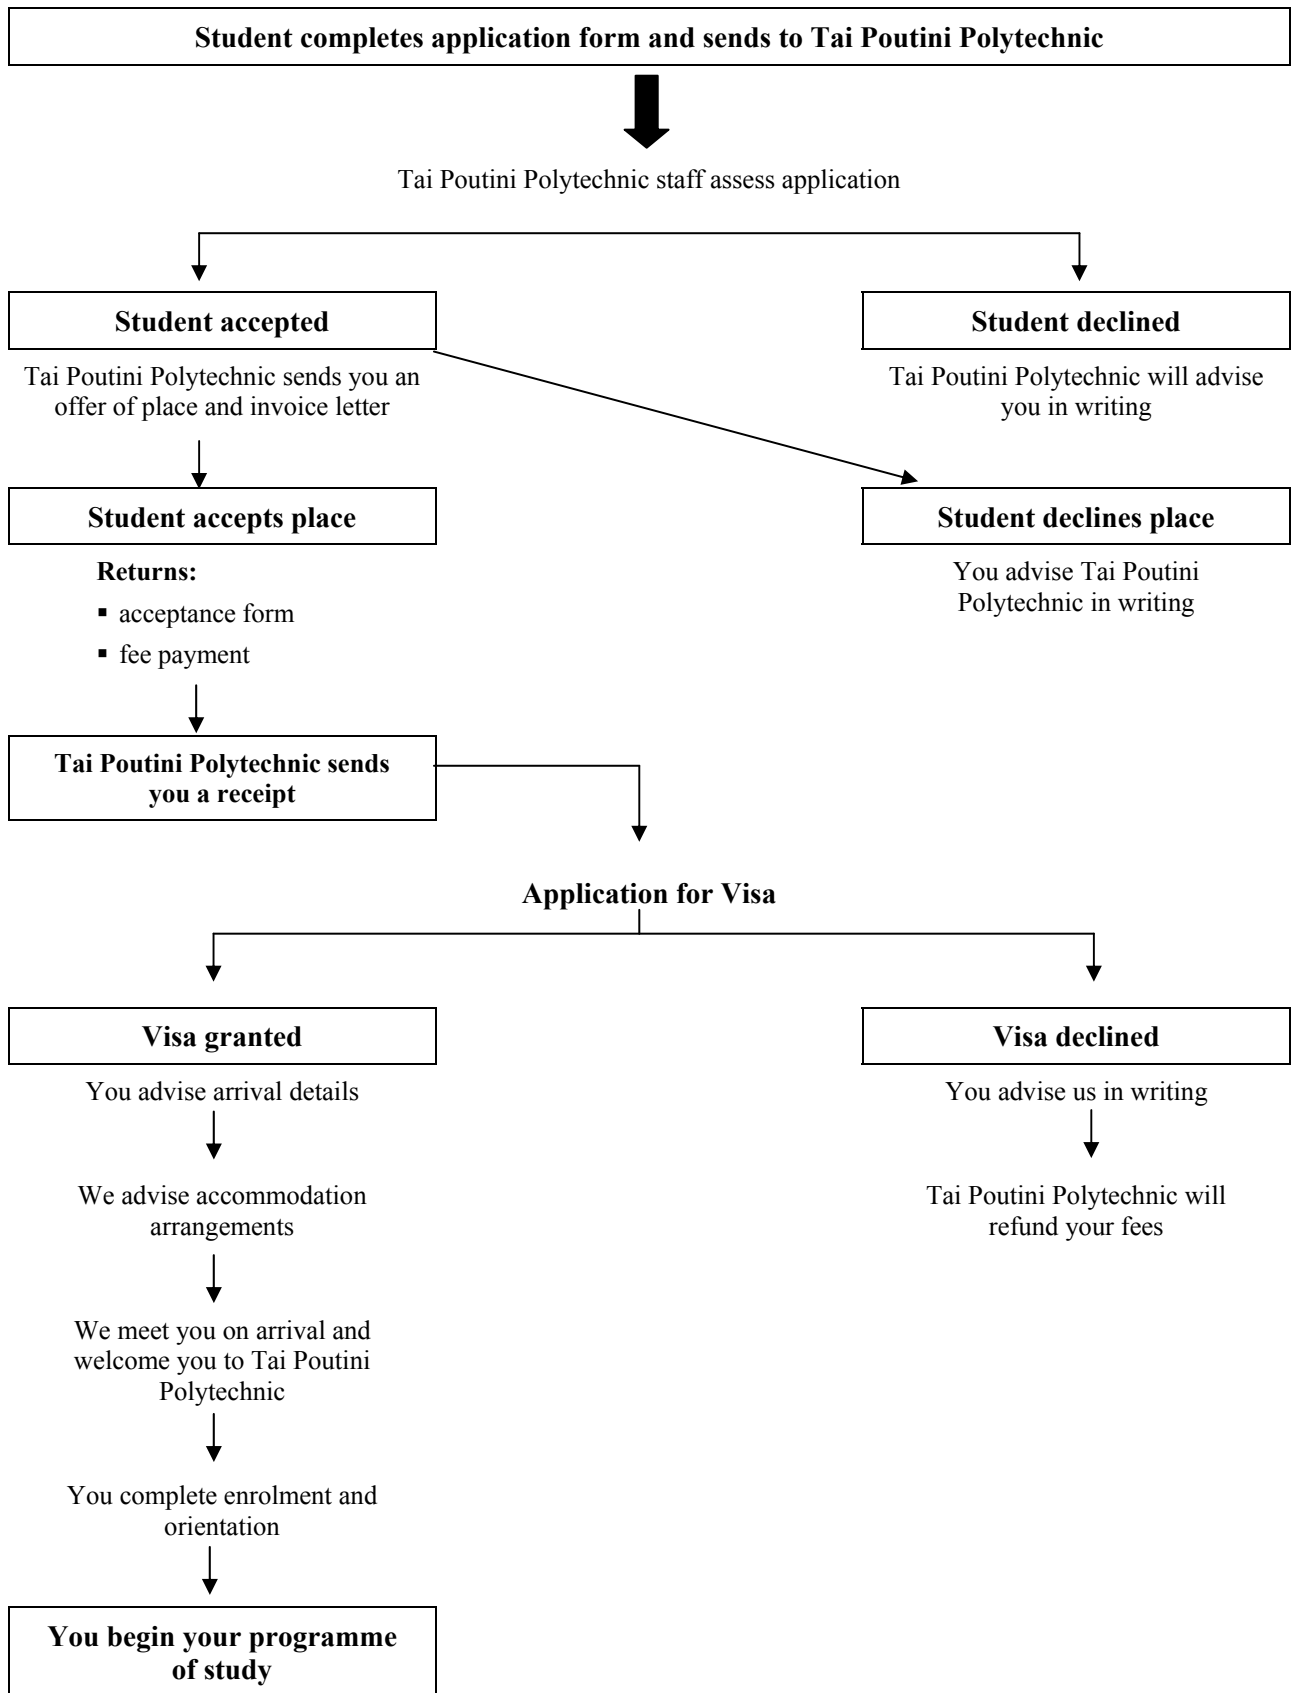 Student completes application form and sends to Tai Poutini Polytechnic
Tai Poutini Polytechnic staff assess application
Student accepted
Tai Poutini Polytechnic sends you an
offer of place and invoice letter
Student declined
Tai Poutini Polytechnic will advise
you in writing
Student accepts place
Returns:
▪ acceptance form
▪ fee payment
Student declines place
You advise Tai Poutini
Polytechnic in writing
Tai Poutini Polytechnic sends
you a receipt
Application for Visa
Visa granted
You advise arrival details
We advise accommodation
arrangements
We meet you on arrival and
welcome you to Tai Poutini
Polytechnic
You complete enrolment and
orientation
You begin your programme
of study
Visa declined
You advise us in writing
Tai Poutini Polytechnic will
refund your fees